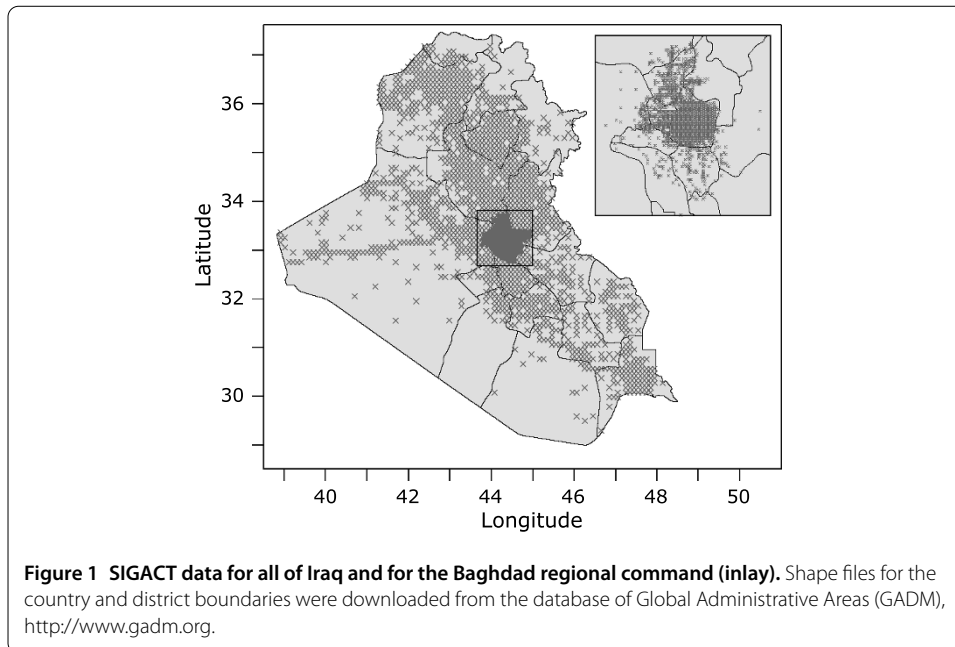 36
34
32
30
Latitude
40 42 44 46 48 50
Longitude
Figure 1 SIGACT data for all of Iraq and for the Baghdad regional command (inlay). Shape files for the
country and district boundaries were downloaded from the database of Global Administrative Areas (GADM),
http://www.gadm.org.